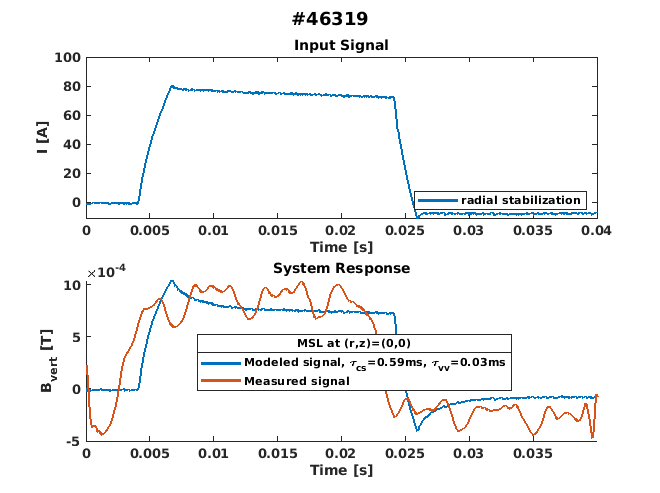 #46319
Input Signal
100
80
60
40
20
0
I [A]
radial stabilization
0 0.005 0.01 0.015 0.02 0.025 0.03 0.035 0.04
Time [s]
System Response
×10-4
10
5
0
-5
Bvert [T]
MSL at (r,z)=(0,0)
Modeled signal, τcs=0.59ms, τvv=0.03ms
Measured signal
0 0.005 0.01 0.015 0.02 0.025 0.03 0.035
Time [s]